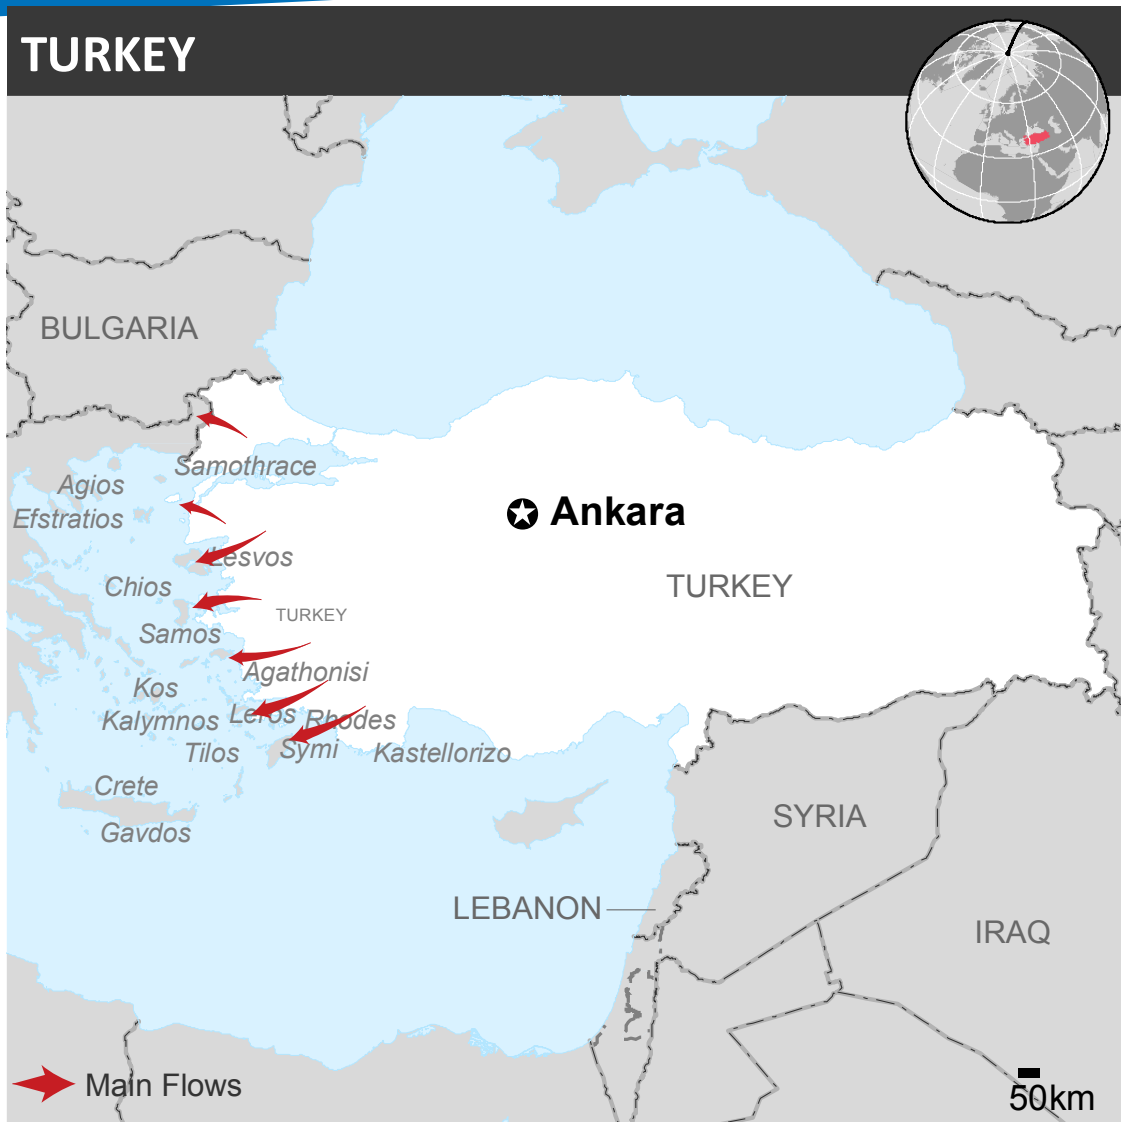 TURKEY
BULGARIA
Samothrace
Agios
Efstratios
Ankara
Lesvos
Chios
TURKEY
TURKEY
Samos
Agathonisi
Kos
Kalymnos
Leros
Rhodes
Tilos
Symi
Kastellorizo
Crete
Gavdos
SYRIA
LEBANON
IRAQ
Main Flows
50km